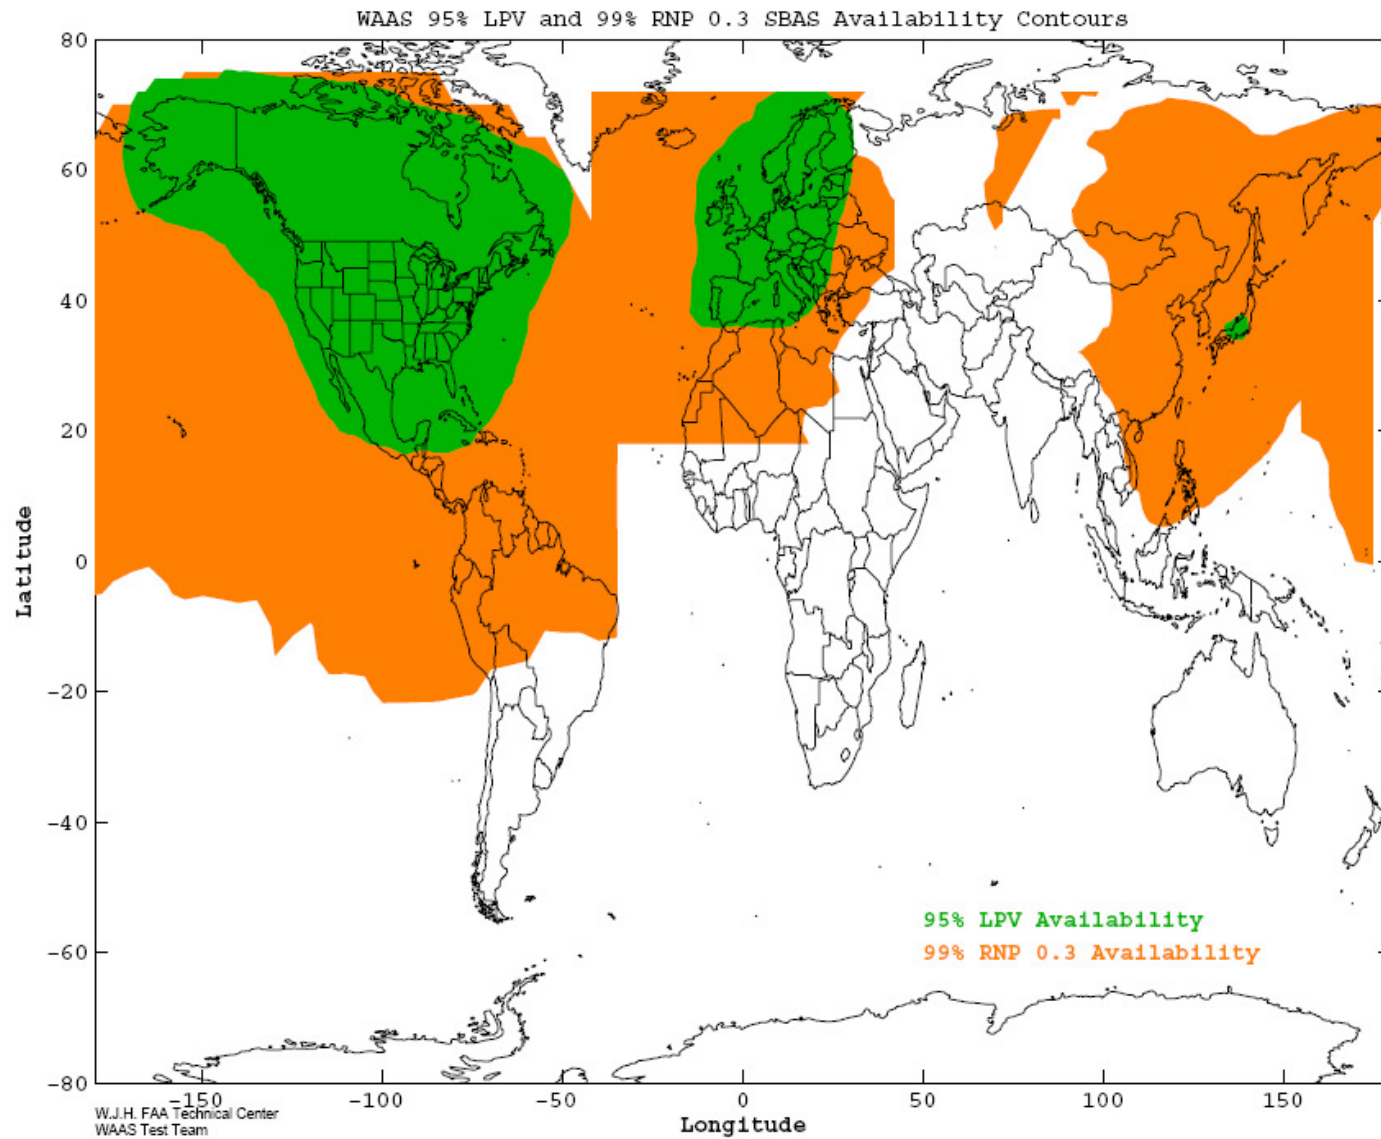 WAAS 95% LPV and 99% RNP 0.3 SBAS Availability Contours
80
60
40
20
0
-20
-40
-60
-80
Latitude
95% LPV Availability
99% RNP 0.3 Availability
-150
-100
-50
0
50
100
150
Longitude
W.J.H. FAA Technical Center
WAAS Test Team